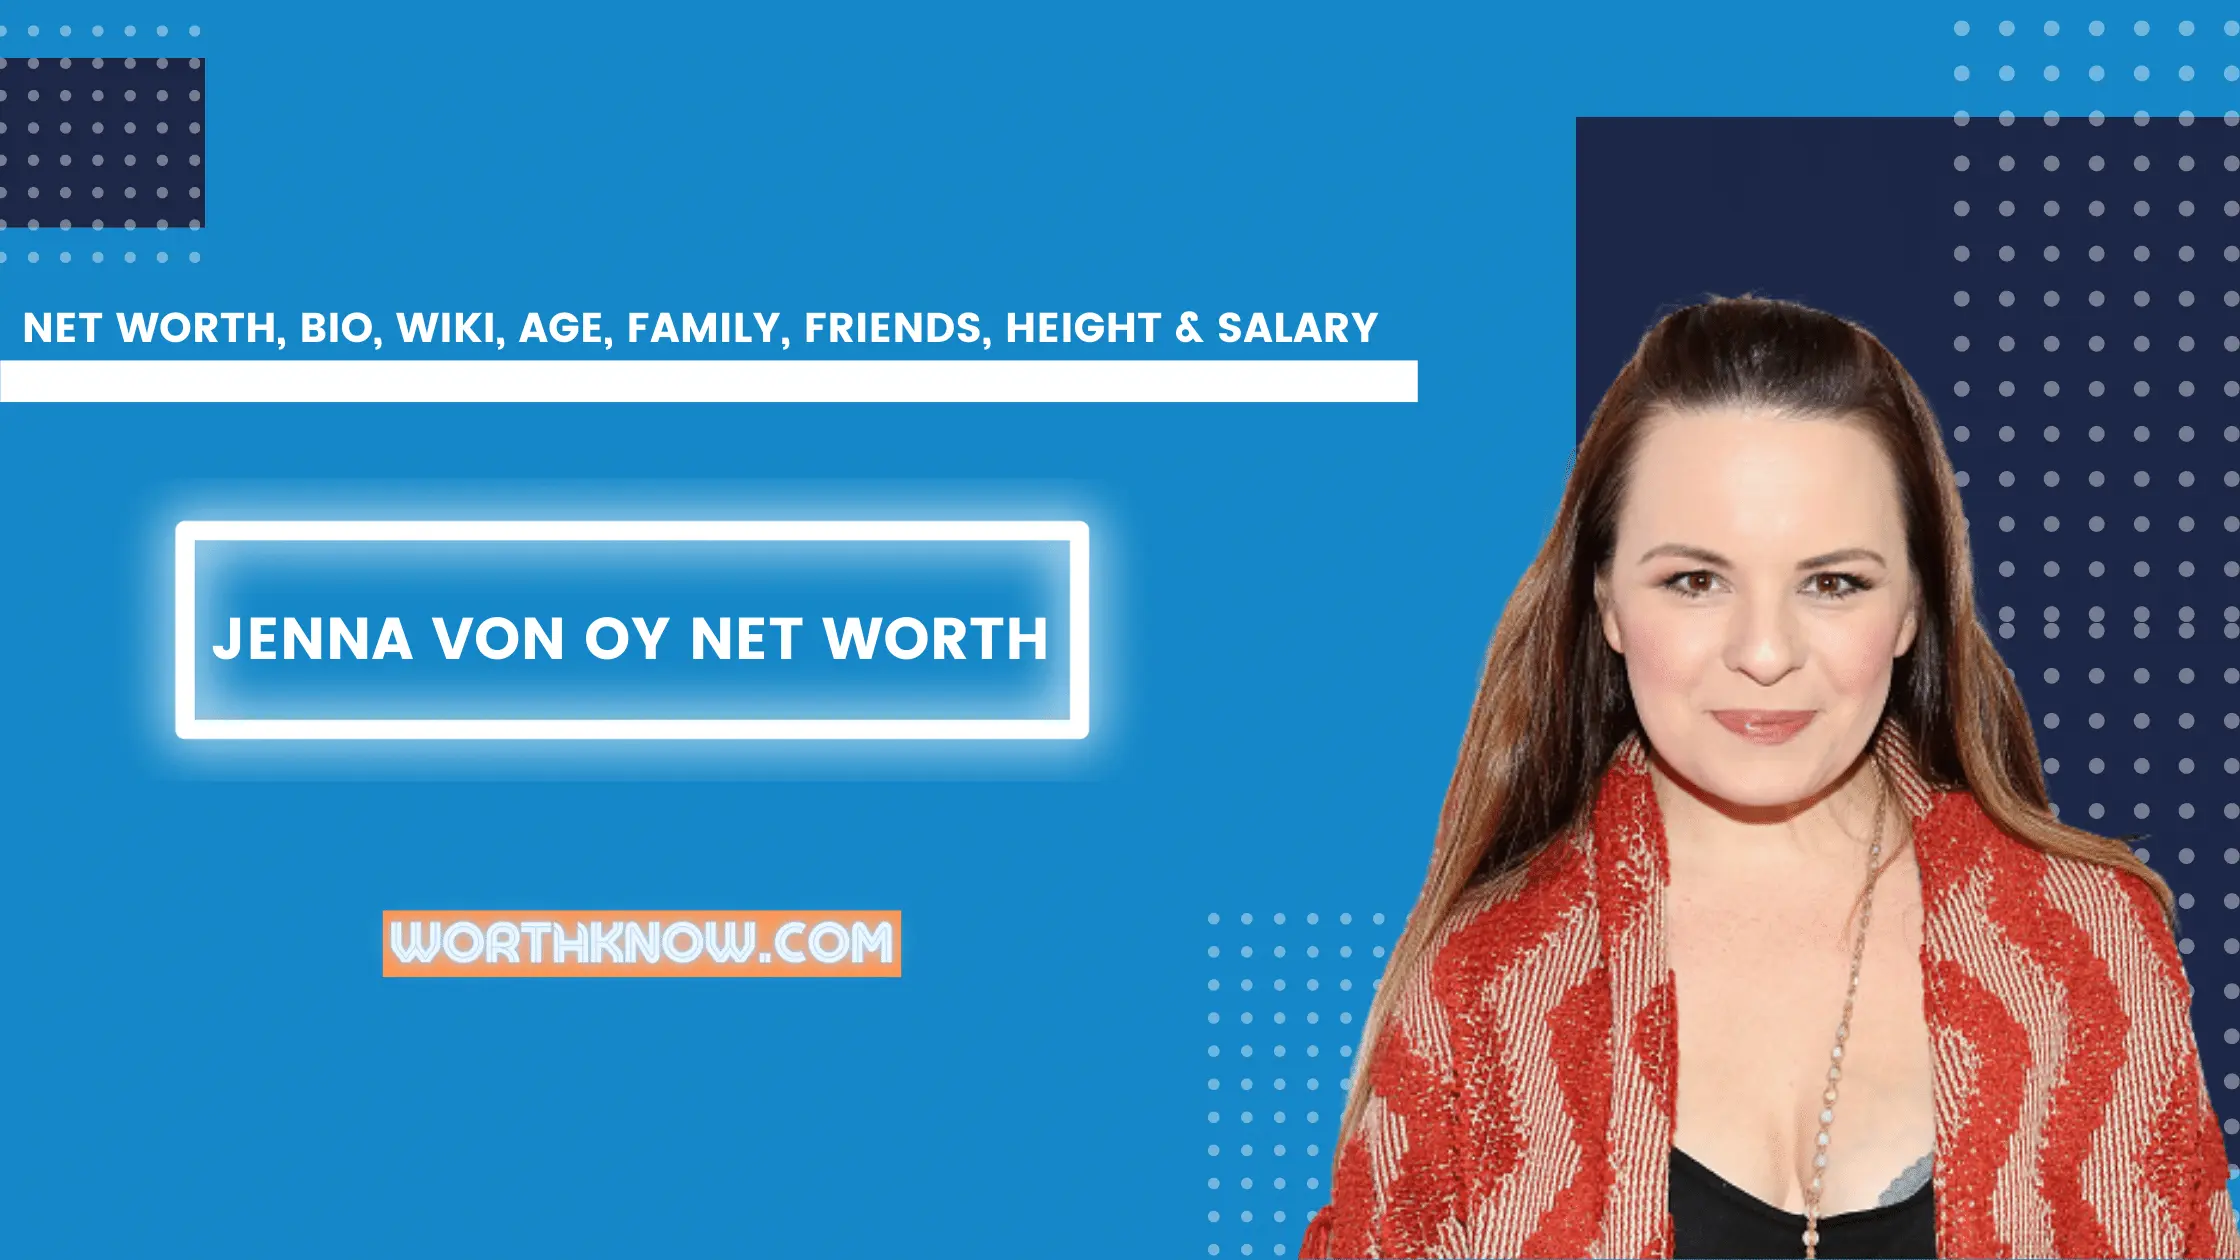 NET WORTH, BIO, WIKI, AGE, FAMILY, FRIENDS, HEIGHT & SALARY
JENNA VON OY NET WORTH
WORTHKNOW.COM